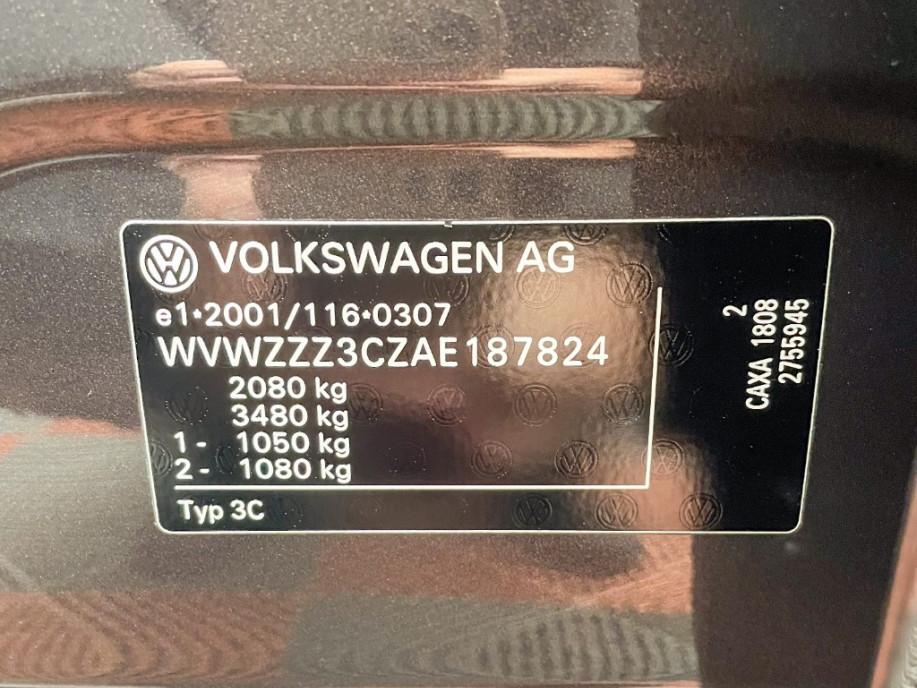 VOLKSWAGEN AG
e1*2001/116*0307
WVWZZZ3CZAE187824
2080 kg
3480 kg
1- 1050 kg
2- 1080 kg
Typ 3C
2
CAXA 1808
2755945